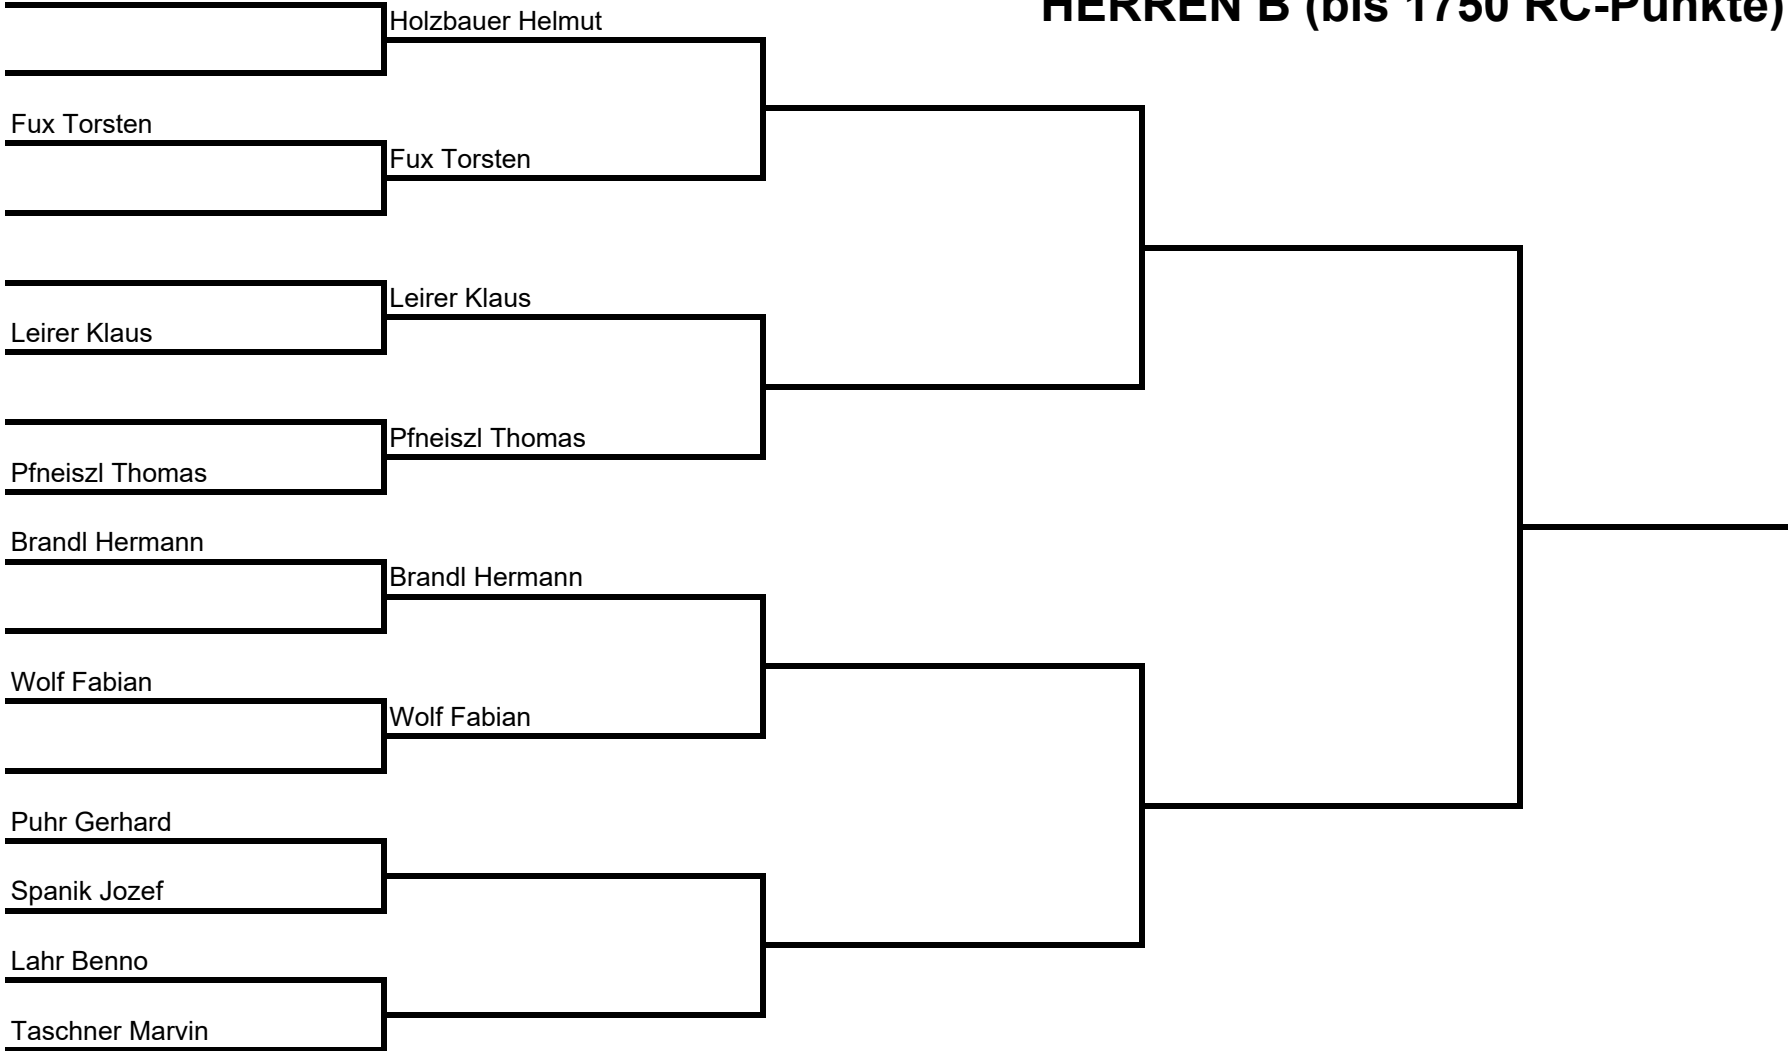 HERREN B (bis 1750 RC-Punkte)
Holzbauer Helmut
Fux Torsten
Fux Torsten
Leirer Klaus
Leirer Klaus
Pfneiszl Thomas
Pfneiszl Thomas
Brandl Hermann
Brandl Hermann
Wolf Fabian
Wolf Fabian
Puhr Gerhard
Spanik Jozef
Lahr Benno
Taschner Marvin